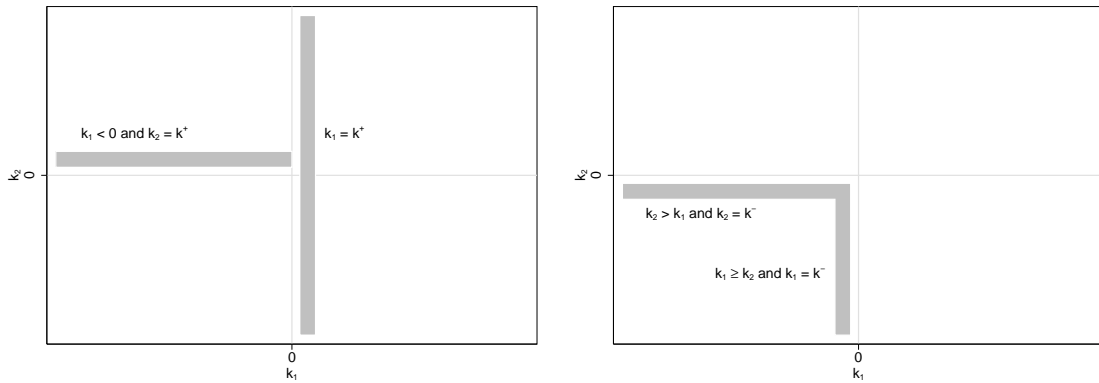 k₁ < 0 and k₂ = k⁺
k₁ = k⁺
k₂
0
0
k₁
k₂ > k₁ and k₂ = k⁻
k₁ ≥ k₂ and k₁ = k⁻
k₂
0
0
k₁